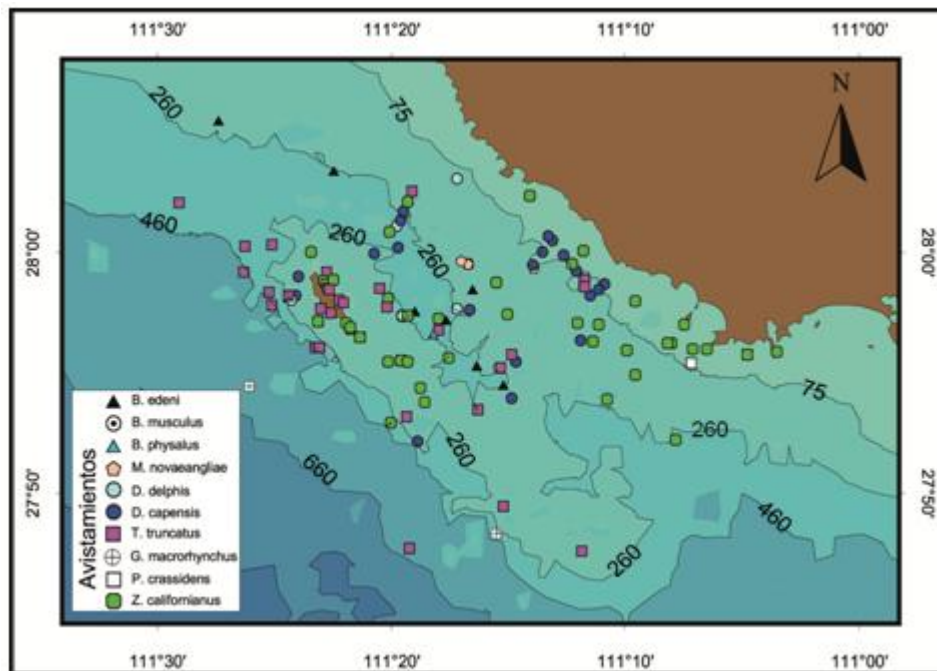 111°30' 111°20' 111°10' 111°00'
N
260
75
460
260
260
28°00' 28°00'
75
260
260
660
460
27°50' 27°50'
260
Avistamientos
B. edeni
B. musculus
B. physalus
M. novaeangliae
D. delphis
D. capensis
T. truncatus
G. macrorhynchus
P. crassidens
Z. californianus
111°30' 111°20' 111°10' 111°00'